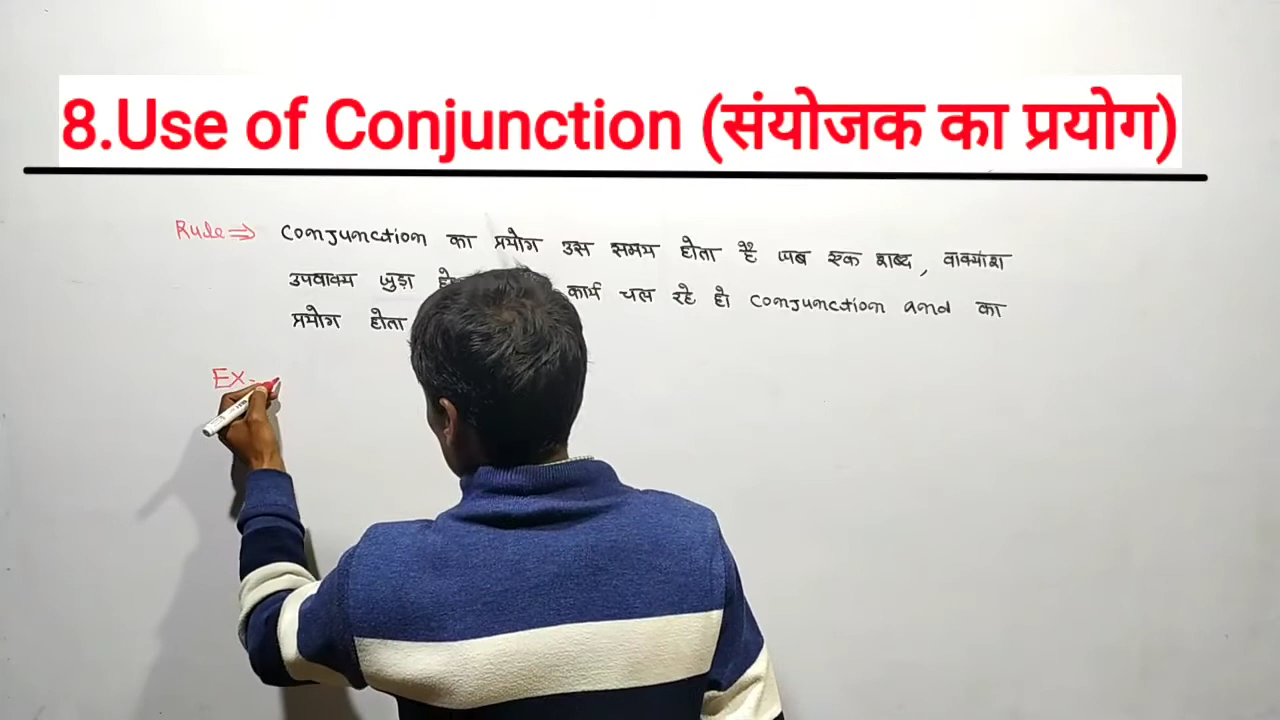 8.Use of Conjunction (संयोजक का प्रयोग)
Rule ⇒ Conjunction का प्रयोग उस समय होता है जब एक शब्द, वाक्यांश
उपवाक्य जुड़ा कार्य चल रहे हो Conjunction and का
प्रयोग होता
Ex-